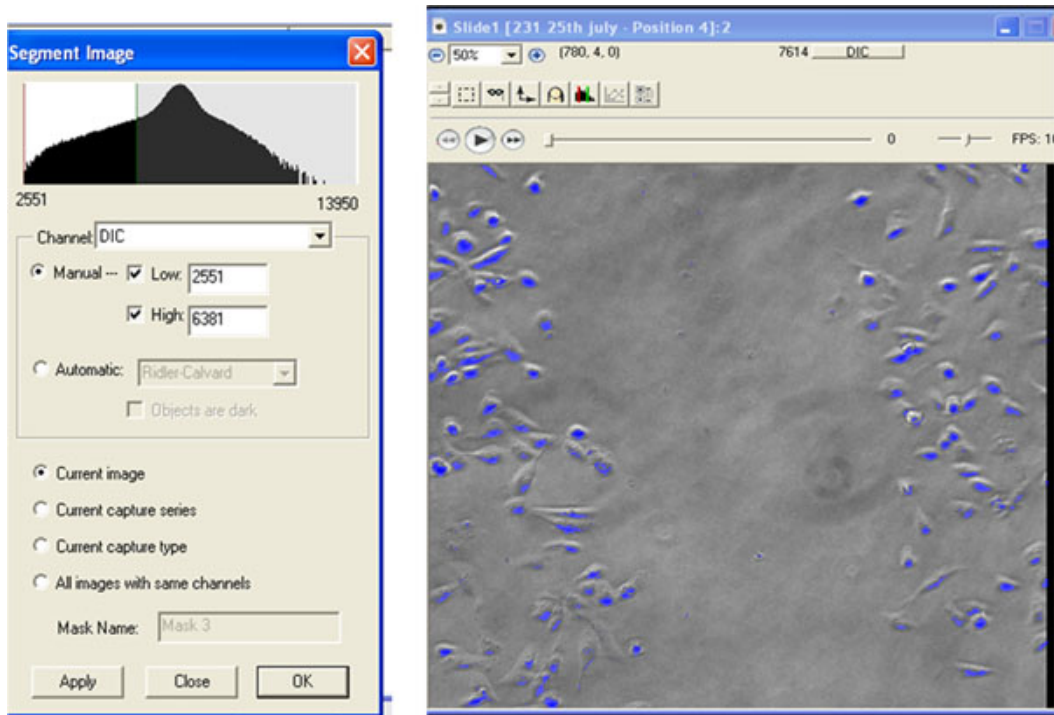 Segment Image
2551 13950
Channel: DIC
Manual -- Low: 2551
High: 6381
Automatic: Ridler-Calvard
Objects are dark
Current image
Current capture series
Current capture type
All images with same channels
Mask Name: Mask 3
Apply Close OK
Slide1 [231 25th july - Position 4]:2
50% (780, 4, 0) 7614 DIC
0 FPS: 10